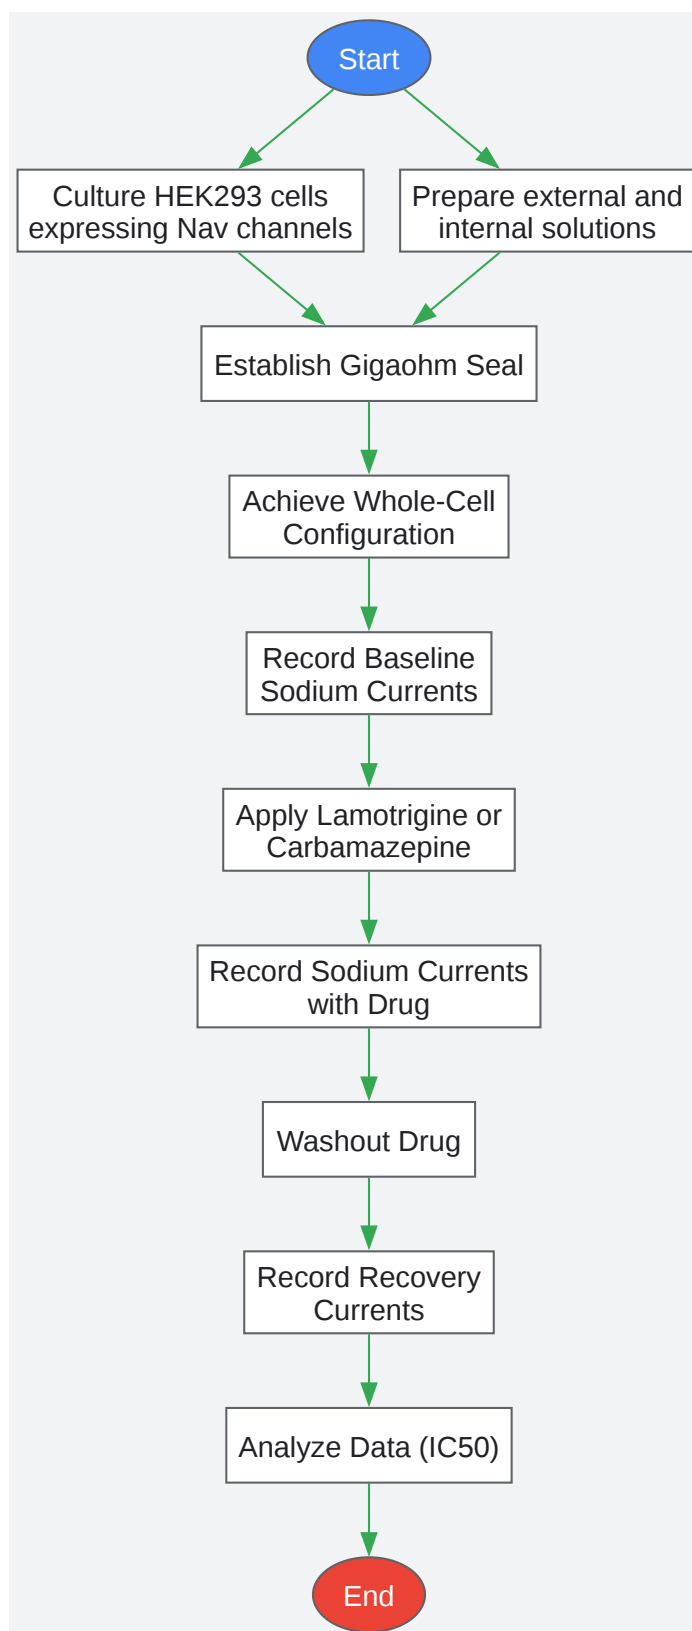 Start
Culture HEK293 cells
expressing Nav channels
Prepare external and
internal solutions
Establish Gigaohm Seal
Achieve Whole-Cell
Configuration
Record Baseline
Sodium Currents
Apply Lamotrigine or
Carbamazepine
Record Sodium Currents
with Drug
Washout Drug
Record Recovery
Currents
Analyze Data (IC50)
End